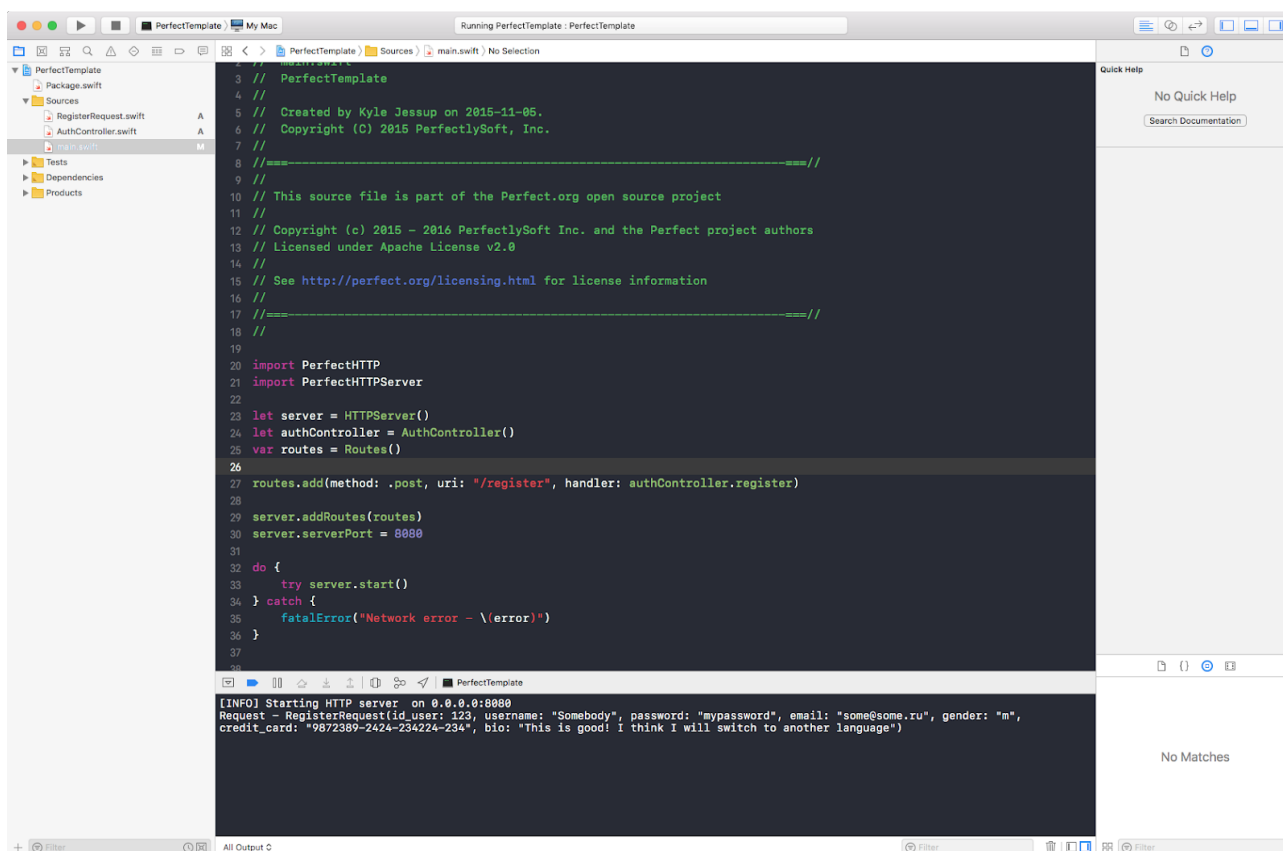 PerfectTemplate 〉 My Mac
Running PerfectTemplate : PerfectTemplate
PerfectTemplate 〉 Sources 〉 main.swift 〉 No Selection
PerfectTemplate
Package.swift
Sources
RegisterRequest.swift A
AuthController.swift A
main.swift M
Tests
Dependencies
Products
2 // main.swift
3 // PerfectTemplate
4 //
5 // Created by Kyle Jessup on 2015-11-05.
6 // Copyright (C) 2015 PerfectlySoft, Inc.
7 //
8 //===----------------------------------------------------------------------===//
9 //
10 // This source file is part of the Perfect.org open source project
11 //
12 // Copyright (c) 2015 - 2016 PerfectlySoft Inc. and the Perfect project authors
13 // Licensed under Apache License v2.0
14 //
15 // See http://perfect.org/licensing.html for license information
16 //
17 //===----------------------------------------------------------------------===//
18 //
19
20 import PerfectHTTP
21 import PerfectHTTPServer
22
23 let server = HTTPServer()
24 let authController = AuthController()
25 var routes = Routes()
26
27 routes.add(method: .post, uri: "/register", handler: authController.register)
28
29 server.addRoutes(routes)
30 server.serverPort = 8080
31
32 do {
33     try server.start()
34 } catch {
35     fatalError("Network error - \(error)")
36 }
37
38
Quick Help
No Quick Help
Search Documentation
PerfectTemplate
[INFO] Starting HTTP server  on 0.0.0.0:8080
Request - RegisterRequest(id_user: 123, username: "Somebody", password: "mypassword", email: "some@some.ru", gender: "m",
credit_card: "9872389-2424-234224-234", bio: "This is good! I think I will switch to another language")
No Matches
Filter
All Output
Filter
Filter